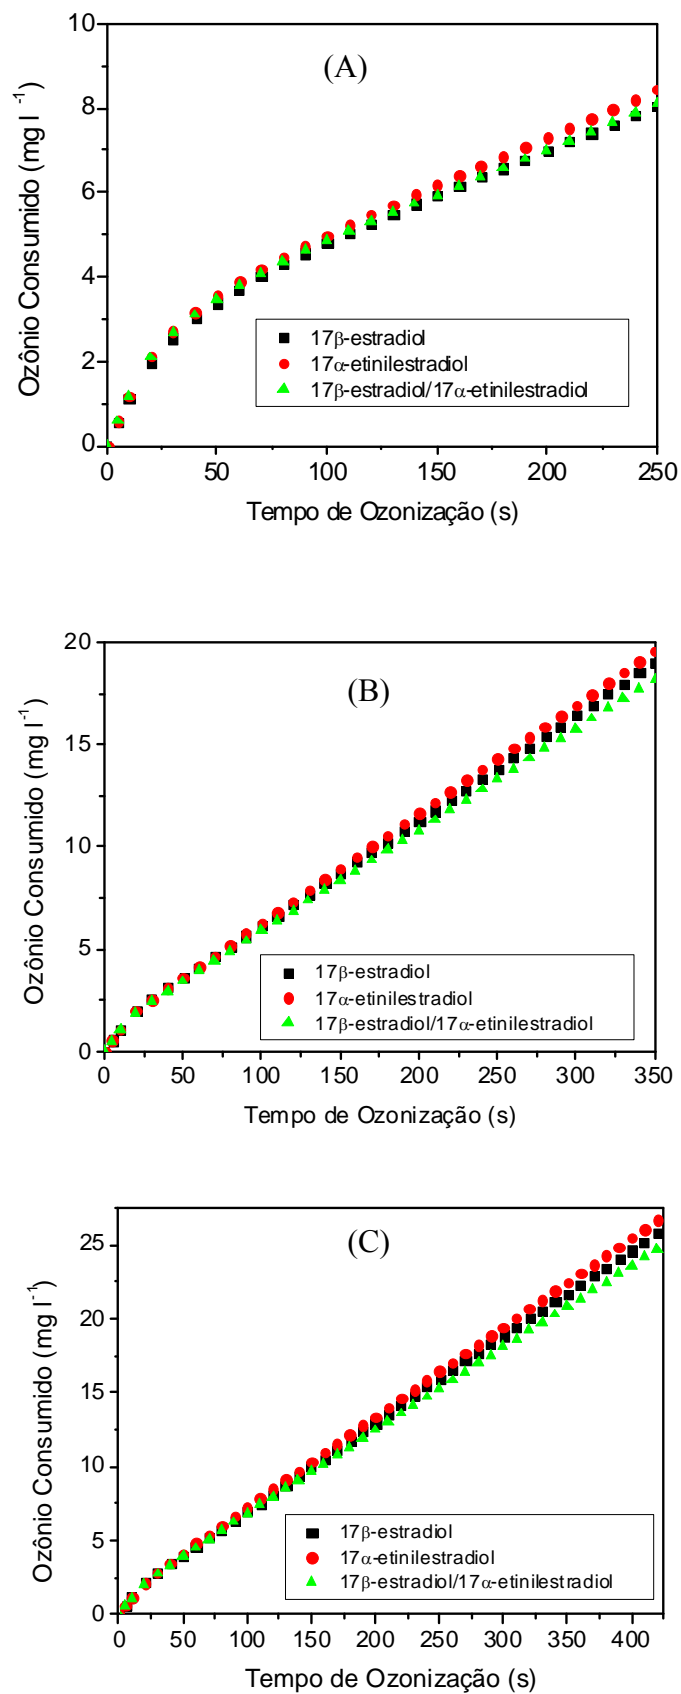 10
(A)
8
6
4
2
0
Ozônio Consumido (mg l⁻¹)
17β-estradiol
17α-etinilestradiol
17β-estradiol/17α-etinilestradiol
0 50 100 150 200 250
Tempo de Ozonização (s)
20
(B)
15
10
5
0
Ozônio Consumido (mg l⁻¹)
17β-estradiol
17α-etinilestradiol
17β-estradiol/17α-etinilestradiol
0 50 100 150 200 250 300 350
Tempo de Ozonização (s)
(C)
25
20
15
10
5
0
Ozônio Consumido (mg l⁻¹)
17β-estradiol
17α-etinilestradiol
17β-estradiol/17α-etinilestradiol
0 50 100 150 200 250 300 350 400
Tempo de Ozonização (s)